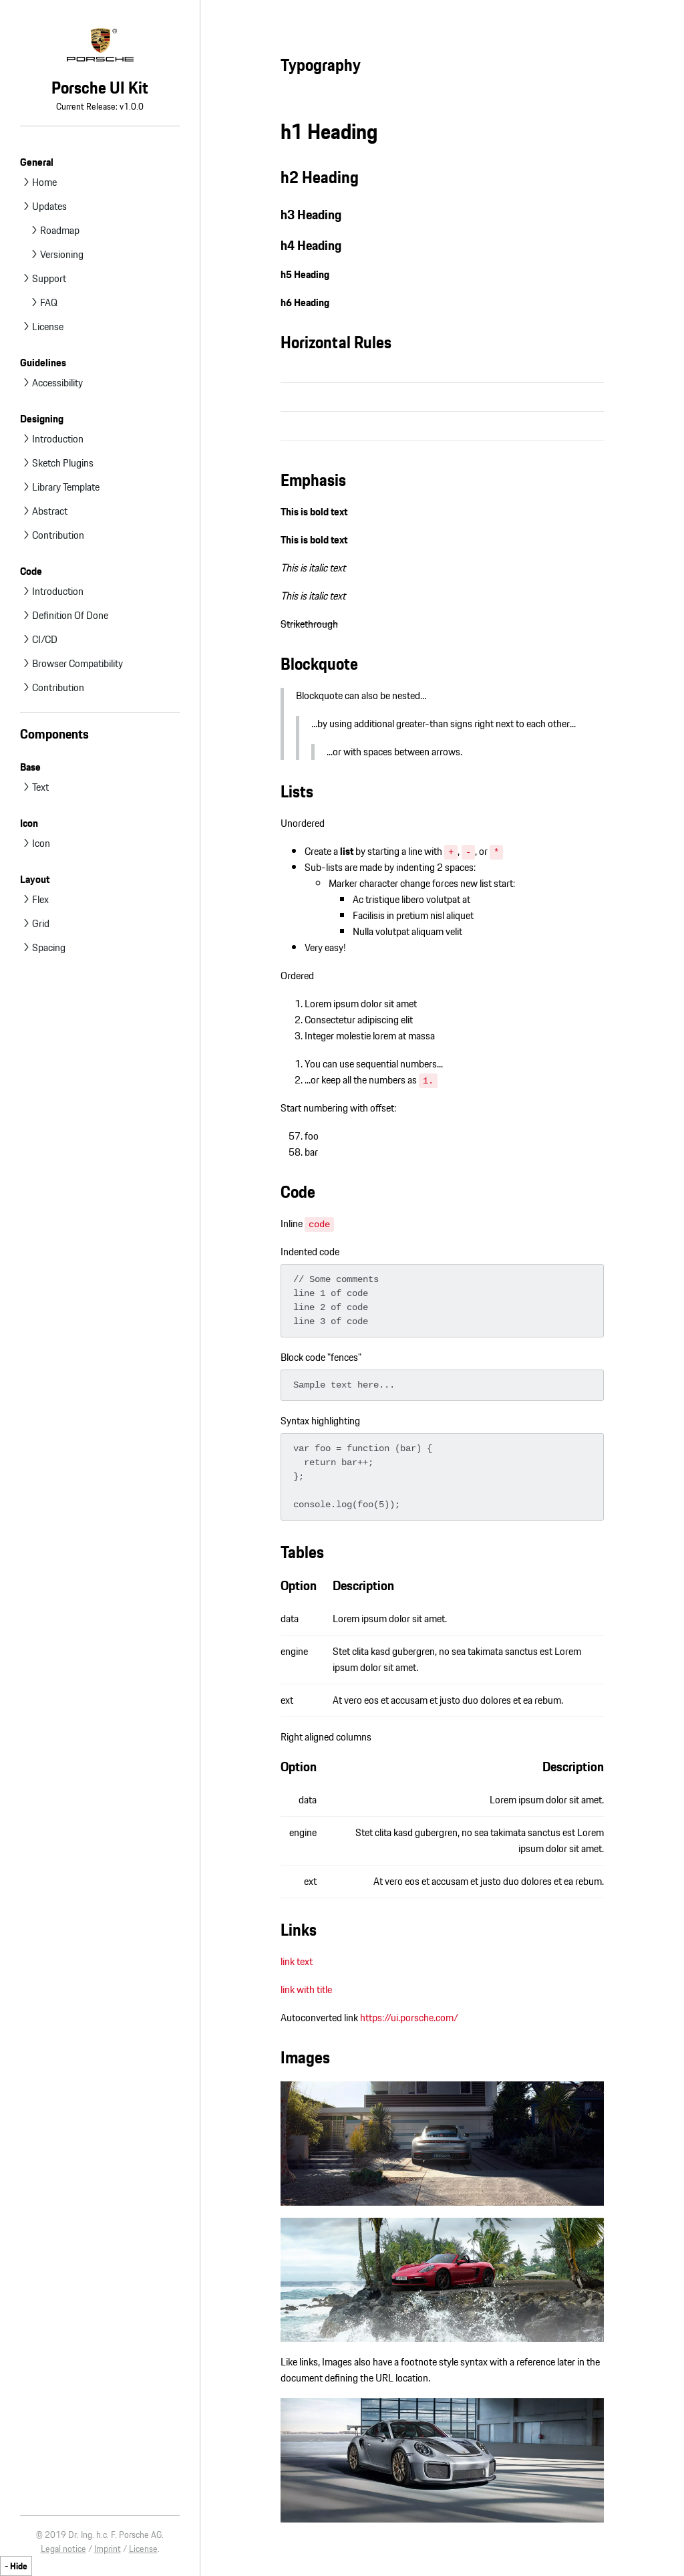 PORSCHE
®
Porsche UI Kit
Current Release: v1.0.0
General
Home
Updates
Roadmap
Versioning
Support
FAQ
License
Guidelines
Accessibility
Designing
Introduction
Sketch Plugins
Library Template
Abstract
Contribution
Code
Introduction
Definition Of Done
CI/CD
Browser Compatibility
Contribution
Components
Base
Text
Icon
Icon
Layout
Flex
Grid
Spacing
© 2019 Dr. Ing. h.c. F. Porsche AG.
Legal notice / Imprint / License.
- Hide
Typography
h1 Heading
h2 Heading
h3 Heading
h4 Heading
h5 Heading
h6 Heading
Horizontal Rules
Emphasis
This is bold text
This is bold text
This is italic text
This is italic text
Strikethrough
Blockquote
Blockquote can also be nested...
...by using additional greater-than signs right next to each other...
...or with spaces between arrows.
Lists
Unordered
• Create a list by starting a line with +, -, or *
• Sub-lists are made by indenting 2 spaces:
○ Marker character change forces new list start:
▪ Ac tristique libero volutpat at
▪ Facilisis in pretium nisl aliquet
▪ Nulla volutpat aliquam velit
• Very easy!
Ordered
1. Lorem ipsum dolor sit amet
2. Consectetur adipiscing elit
3. Integer molestie lorem at massa
1. You can use sequential numbers...
2. ...or keep all the numbers as 1.
Start numbering with offset:
57. foo
58. bar
Code
Inline code
Indented code
// Some comments
line 1 of code
line 2 of code
line 3 of code
Block code "fences"
Sample text here...
Syntax highlighting
var foo = function (bar) {
  return bar++;
};
console.log(foo(5));
Tables
Option Description
data Lorem ipsum dolor sit amet.
engine Stet clita kasd gubergren, no sea takimata sanctus est Lorem
ipsum dolor sit amet.
ext At vero eos et accusam et justo duo dolores et ea rebum.
Right aligned columns
Option Description
data Lorem ipsum dolor sit amet.
engine Stet clita kasd gubergren, no sea takimata sanctus est Lorem
ipsum dolor sit amet.
ext At vero eos et accusam et justo duo dolores et ea rebum.
Links
link text
link with title
Autoconverted link https://ui.porsche.com/
Images
Like links, Images also have a footnote style syntax with a reference later in the
document defining the URL location.